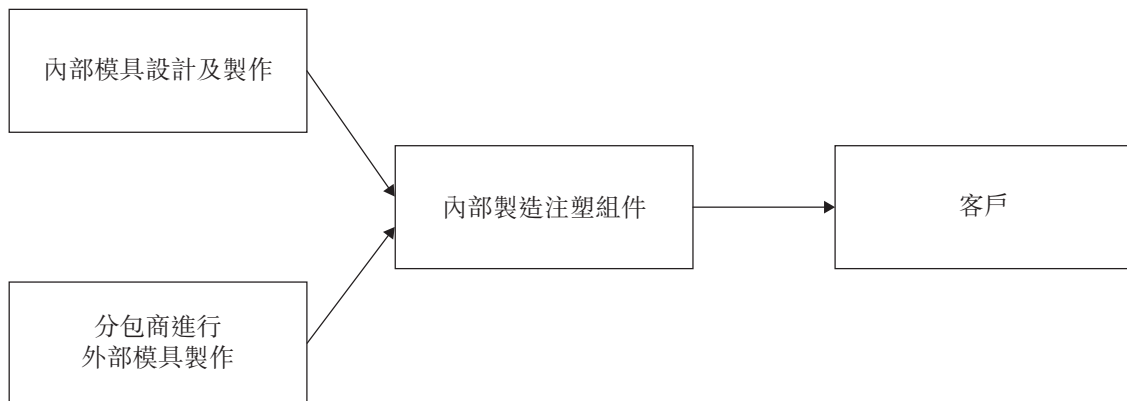 內部模具設計及製作
內部製造注塑組件
客戶
分包商進行
外部模具製作